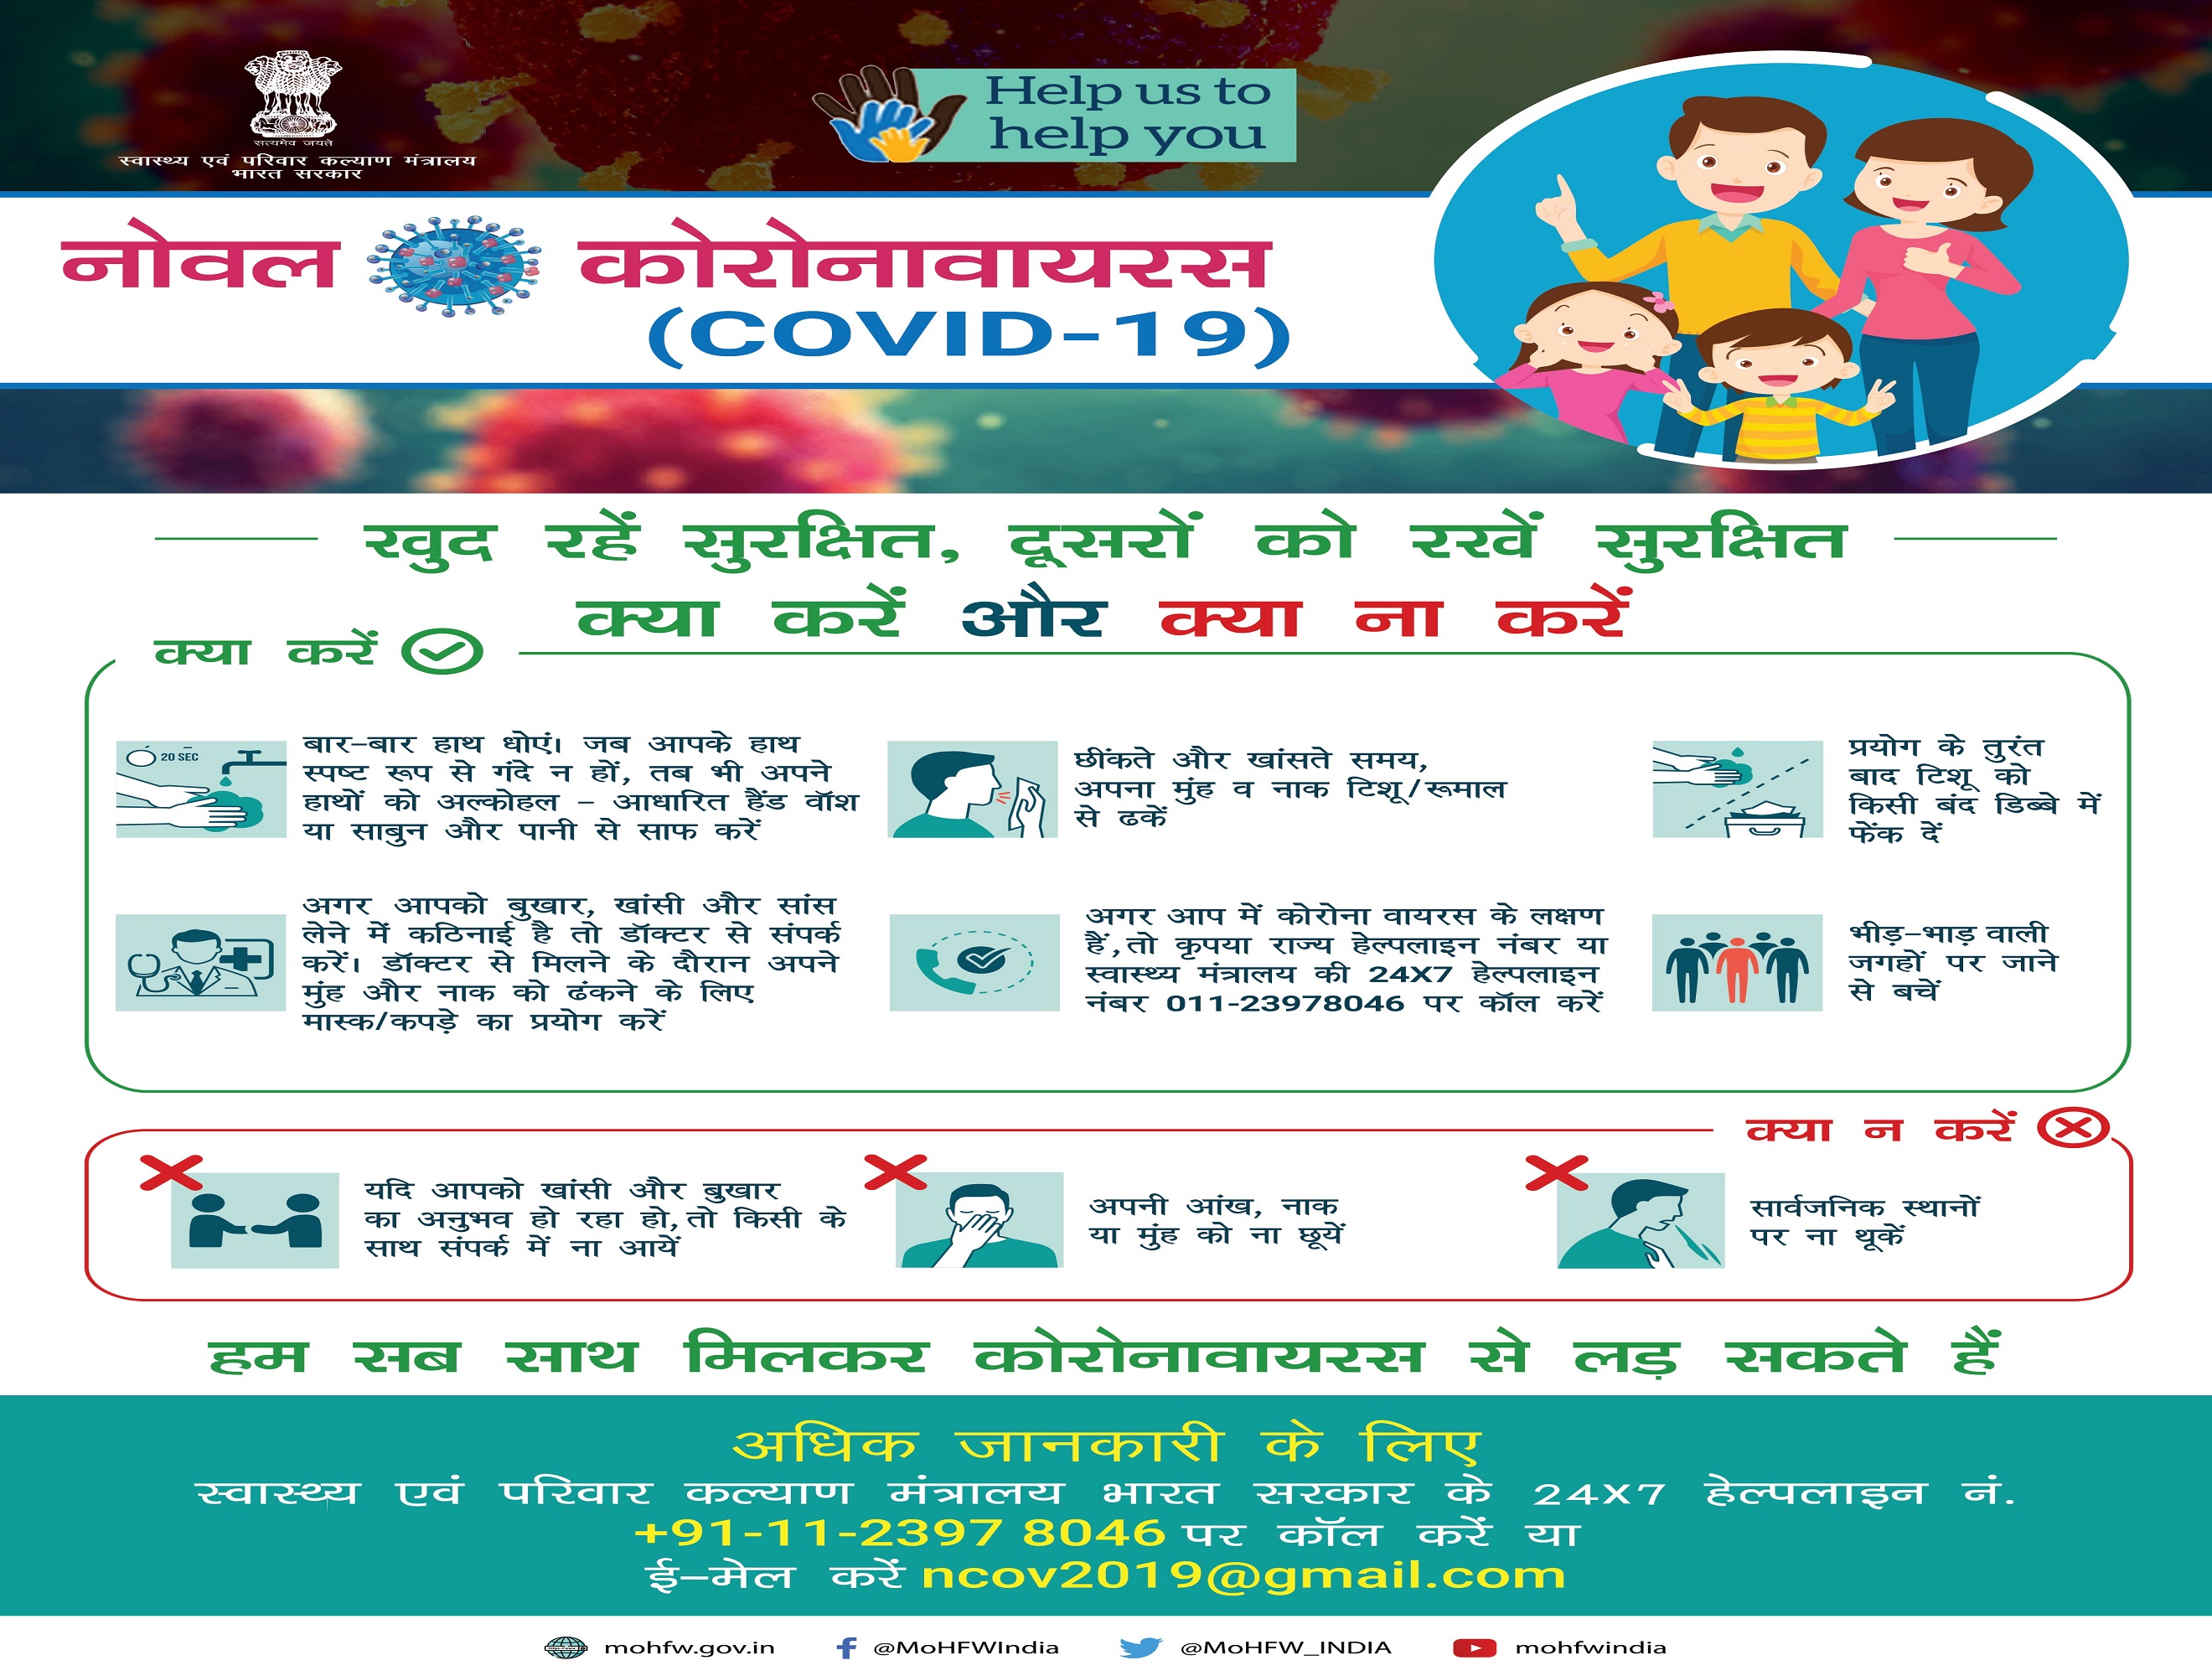 सत्यमेव जयते
स्वास्थ्य एवं परिवार कल्याण मंत्रालय
भारत सरकार
Help us to
help you
नोवल कोरोनावायरस
(COVID-19)
खुद रहें सुरक्षित, दूसरों को रखें सुरक्षित
क्या करें और क्या ना करें
क्या करें
20 SEC
बार–बार हाथ धोएं। जब आपके हाथ
स्पष्ट रूप से गंदे न हों, तब भी अपने
हाथों को अल्कोहल – आधारित हैंड वॉश
या साबुन और पानी से साफ करें
छींकते और खांसते समय,
अपना मुंह व नाक टिशू/रूमाल
से ढकें
प्रयोग के तुरंत
बाद टिशू को
किसी बंद डिब्बे में
फेंक दें
अगर आपको बुखार, खांसी और सांस
लेने में कठिनाई है तो डॉक्टर से संपर्क
करें। डॉक्टर से मिलने के दौरान अपने
मुंह और नाक को ढंकने के लिए
मास्क/कपड़े का प्रयोग करें
अगर आप में कोरोना वायरस के लक्षण
हैं,तो कृपया राज्य हेल्पलाइन नंबर या
स्वास्थ्य मंत्रालय की 24X7 हेल्पलाइन
नंबर 011-23978046 पर कॉल करें
भीड़–भाड़ वाली
जगहों पर जाने
से बचें
क्या न करें
यदि आपको खांसी और बुखार
का अनुभव हो रहा हो,तो किसी के
साथ संपर्क में ना आयें
अपनी आंख, नाक
या मुंह को ना छूयें
सार्वजनिक स्थानों
पर ना थूकें
हम सब साथ मिलकर कोरोनावायरस से लड़ सकते हैं
अधिक जानकारी के लिए
स्वास्थ्य एवं परिवार कल्याण मंत्रालय भारत सरकार के 24X7 हेल्पलाइन नं.
+91-11-2397 8046 पर कॉल करें या
ई–मेल करें ncov2019@gmail.com
mohfw.gov.in @MoHFWIndia @MoHFW_INDIA mohfwindia